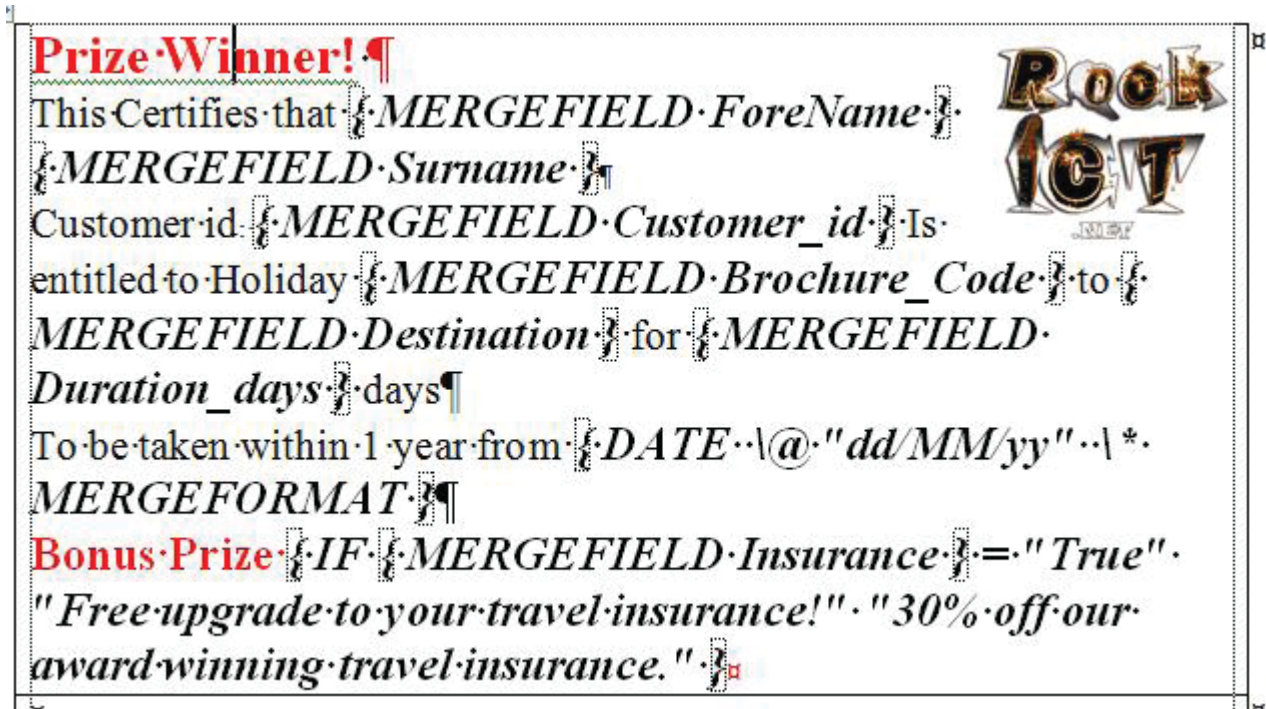 Prize Winner! ¶
This Certifies that { MERGEFIELD ForeName }
{ MERGEFIELD Surname }¶
Customer id { MERGEFIELD Customer_id } Is
entitled to Holiday { MERGEFIELD Brochure_Code } to {
MERGEFIELD Destination } for { MERGEFIELD
Duration_days } days¶
To be taken within 1 year from { DATE \@ "dd/MM/yy" \*
MERGEFORMAT }¶
Bonus Prize { IF { MERGEFIELD Insurance } = "True"
"Free upgrade to your travel insurance!" "30% off our
award winning travel insurance." }¤
Rock
ICT
.NET